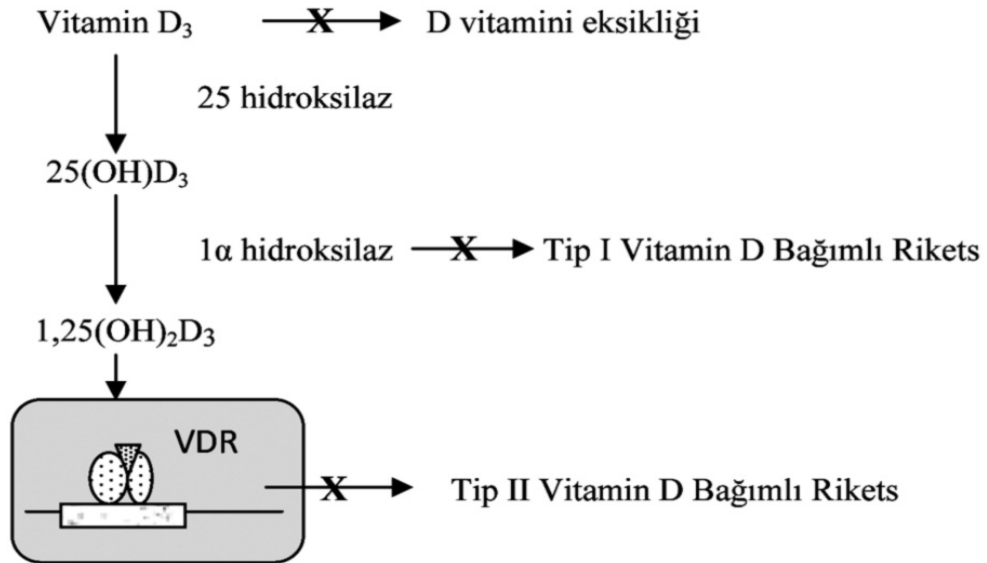 Vitamin D₃ X D vitamini eksikliği
25 hidroksilaz
25(OH)D₃
1α hidroksilaz X Tip I Vitamin D Bağımlı Rikets
1,25(OH)₂D₃
VDR
X Tip II Vitamin D Bağımlı Rikets